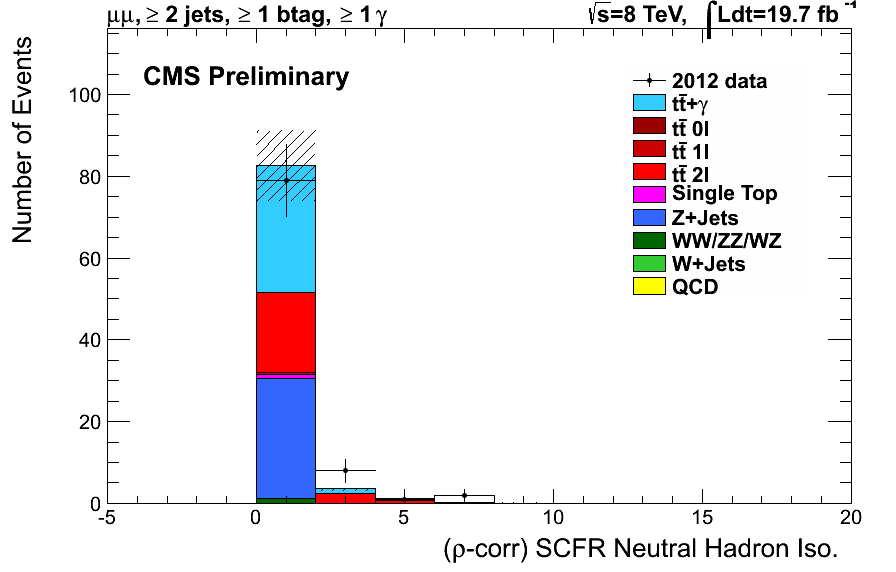 μμ, ≥ 2 jets, ≥ 1 btag, ≥ 1 γ
√s=8 TeV, ∫Ldt=19.7 fb⁻¹
CMS Preliminary
Number of Events
100
80
60
40
20
0
2012 data
tt̄+γ
tt̄ 0l
tt̄ 1l
tt̄ 2l
Single Top
Z+Jets
WW/ZZ/WZ
W+Jets
QCD
-5 0 5 10 15 20
(ρ-corr) SCFR Neutral Hadron Iso.